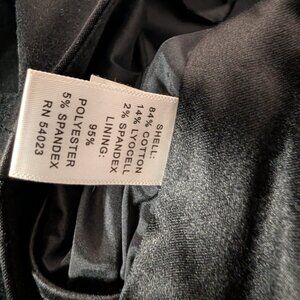 SHELL:
84% COTTON
14% LYOCELL
2% SPANDEX
LINING:
95%
POLYESTER
5% SPANDEX
RN 54023